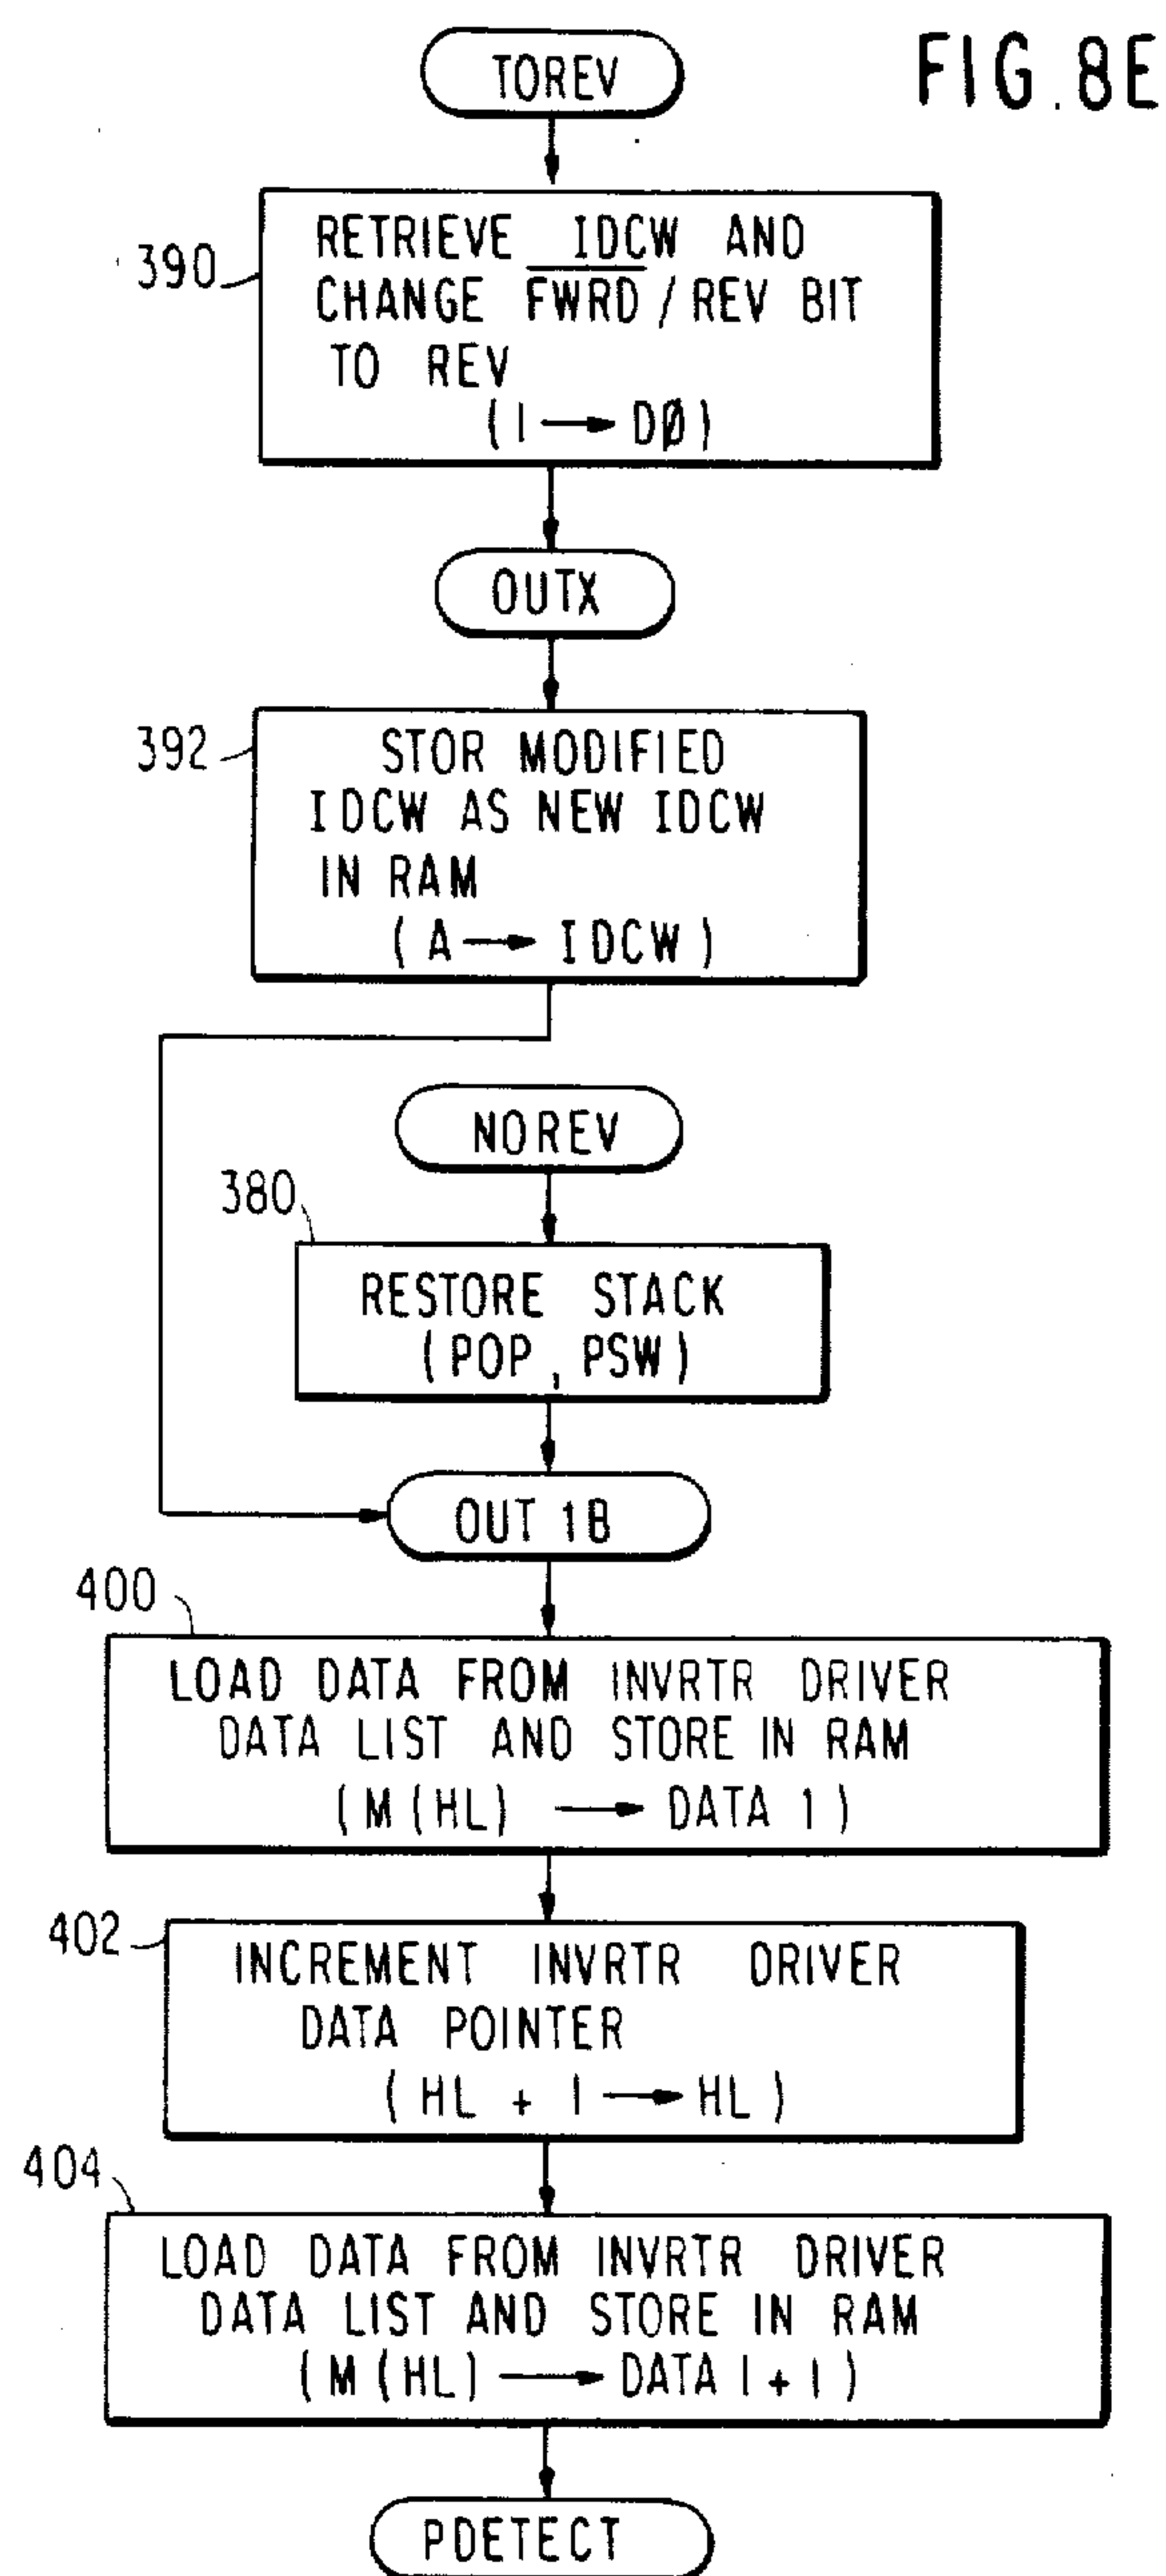 FIG. 8E
TOREV
390
RETRIEVE IDCW AND
CHANGE F̅W̅R̅D̅ / REV BIT
TO REV
( 1 → DØ )
OUTX
392
STOR MODIFIED
IDCW AS NEW IDCW
IN RAM
( A → IDCW )
NOREV
380
RESTORE STACK
( POP , PSW )
OUT 1B
400
LOAD DATA FROM INVRTR DRIVER
DATA LIST AND STORE IN RAM
( M ( HL ) → DATA 1 )
402
INCREMENT INVRTR DRIVER
DATA POINTER
( HL + 1 → HL )
404
LOAD DATA FROM INVRTR DRIVER
DATA LIST AND STORE IN RAM
( M ( HL ) → DATA 1 + 1 )
PDETECT